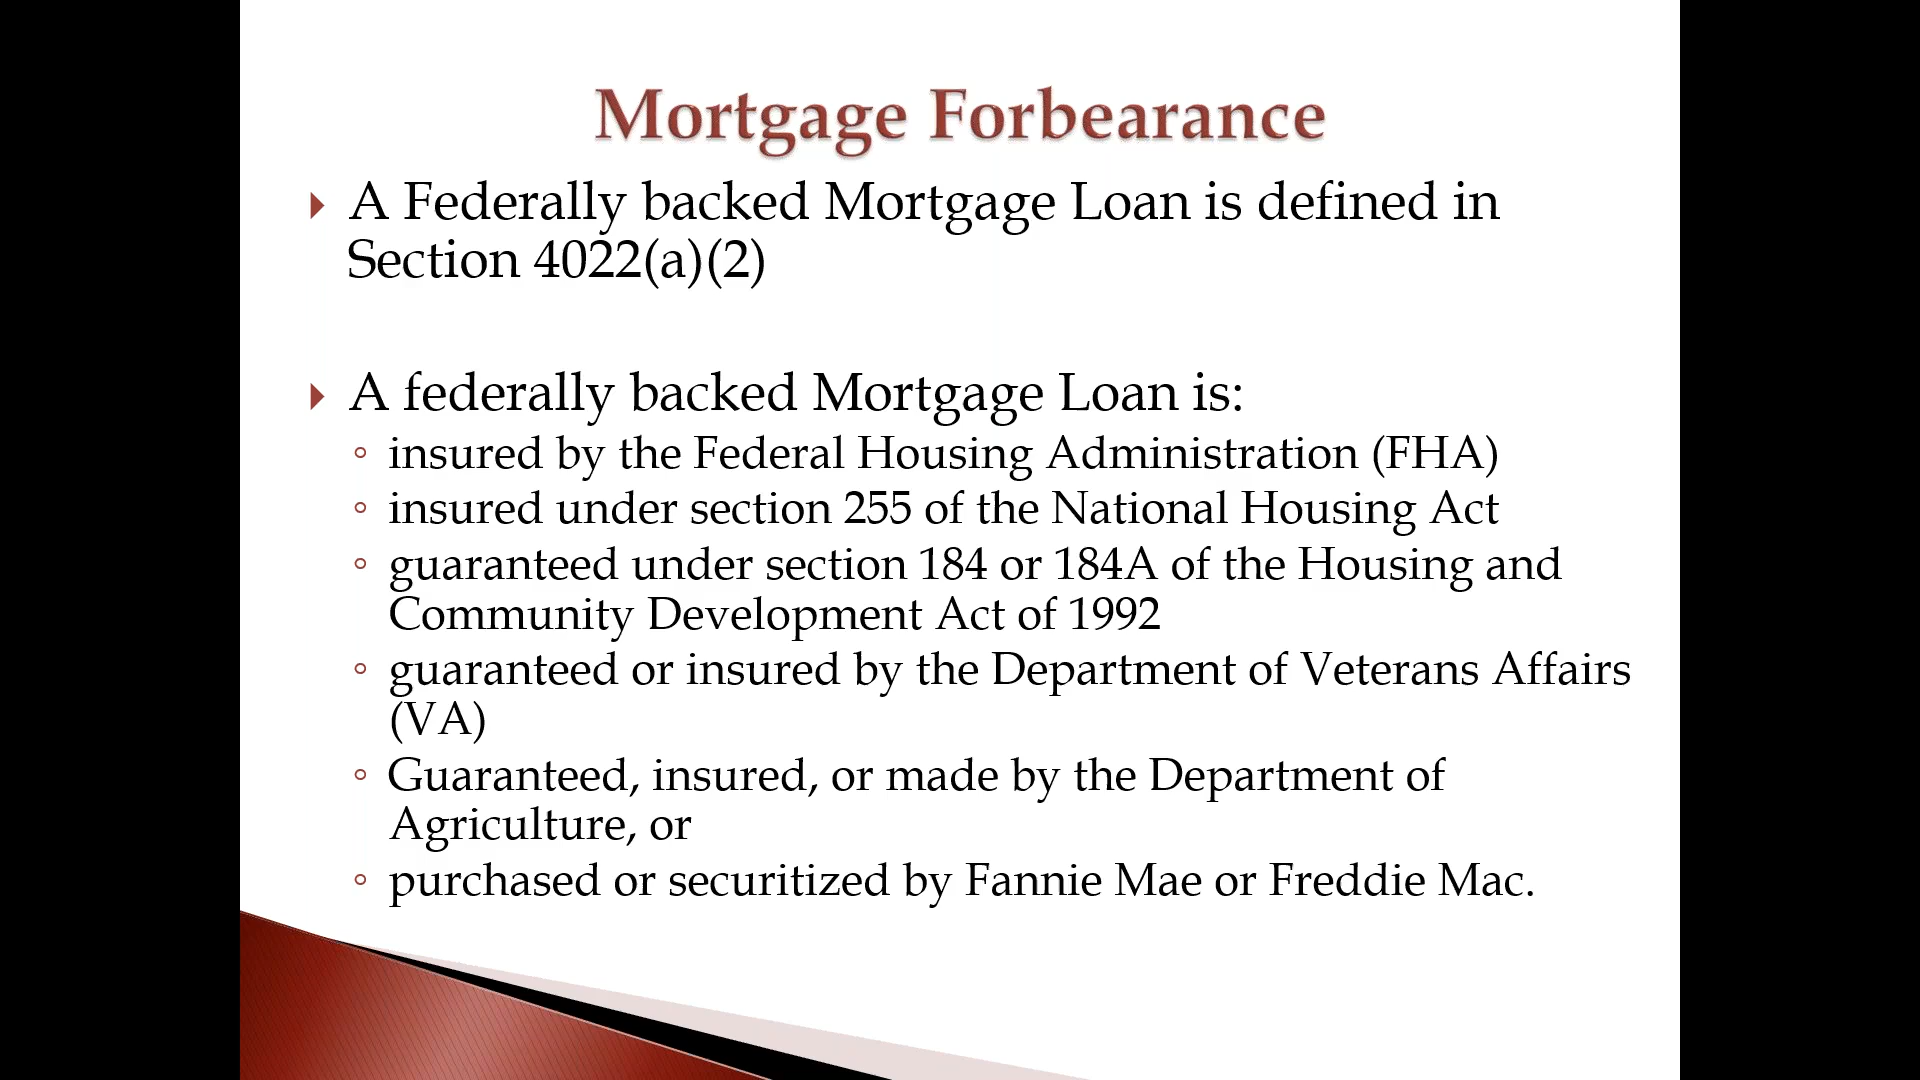 Mortgage Forbearance
A Federally backed Mortgage Loan is defined in
Section 4022(a)(2)
A federally backed Mortgage Loan is:
insured by the Federal Housing Administration (FHA)
insured under section 255 of the National Housing Act
guaranteed under section 184 or 184A of the Housing and
Community Development Act of 1992
guaranteed or insured by the Department of Veterans Affairs
(VA)
Guaranteed, insured, or made by the Department of
Agriculture, or
purchased or securitized by Fannie Mae or Freddie Mac.